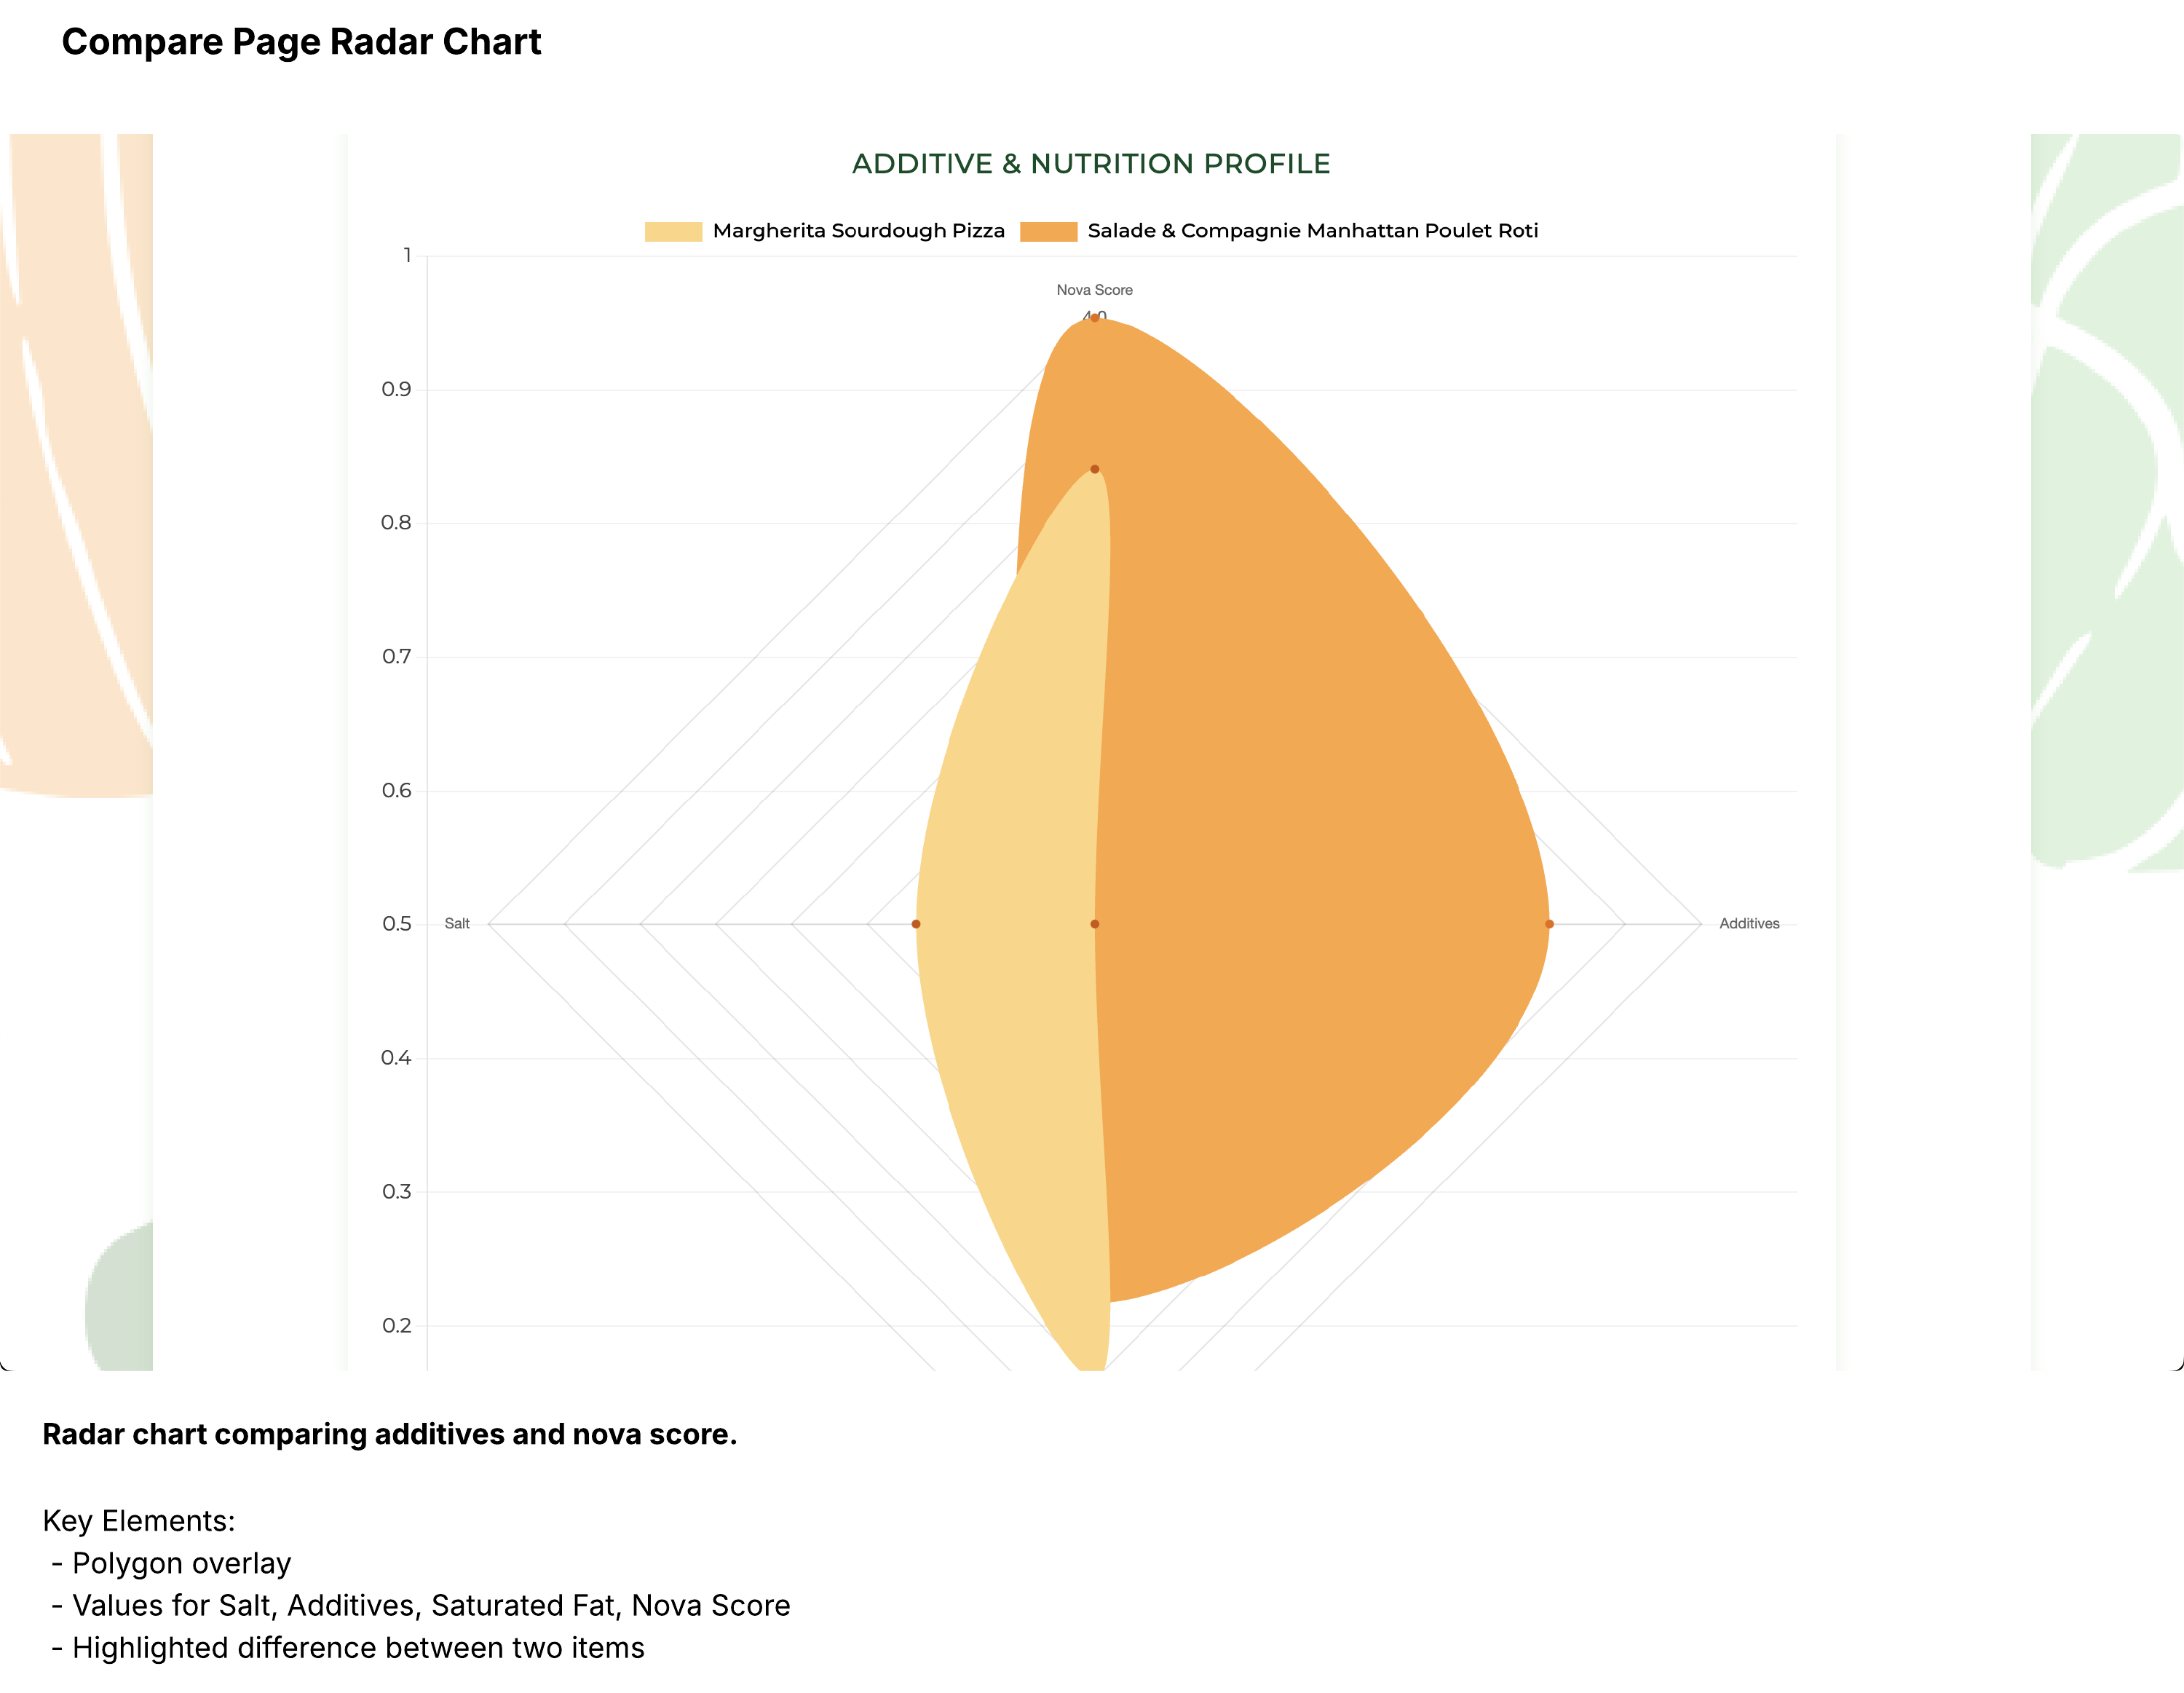 Compare Page Radar Chart
ADDITIVE & NUTRITION PROFILE
Margherita Sourdough Pizza Salade & Compagnie Manhattan Poulet Roti
1
Nova Score
4.0
0.9
0.8
0.7
0.6
Salt
0.5
Additives
0.4
0.3
0.2
Radar chart comparing additives and nova score.
Key Elements:
- Polygon overlay
- Values for Salt, Additives, Saturated Fat, Nova Score
- Highlighted difference between two items